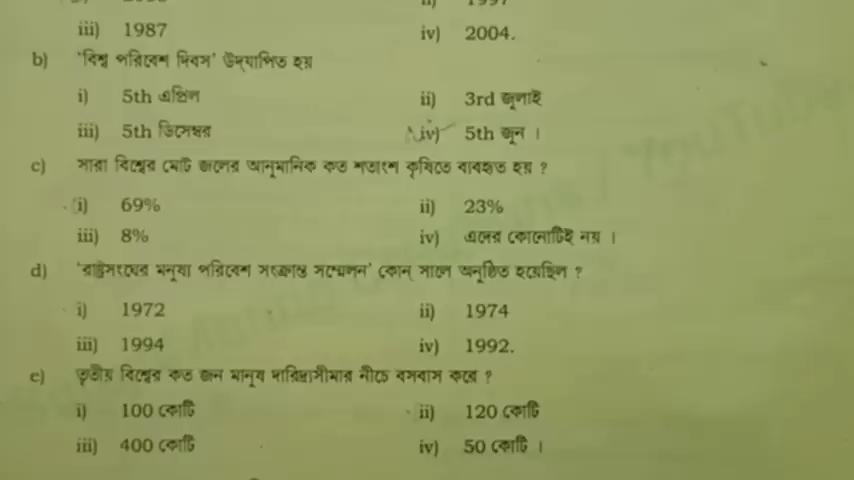 ii) 1997
iii) 1987 iv) 2004.
b) 'বিশ্ব পরিবেশ দিবস' উদ্‌যাপিত হয়
i) 5th এপ্রিল ii) 3rd জুলাই
iii) 5th ডিসেম্বর iv) 5th জুন ।
c) সারা বিশ্বের মোট জলের আনুমানিক কত শতাংশ কৃষিতে ব্যবহৃত হয় ?
i) 69% ii) 23%
iii) 8% iv) এদের কোনোটিই নয় ।
d) 'রাষ্ট্রসংঘের মনুষ্য পরিবেশ সংক্রান্ত সম্মেলন' কোন্ সালে অনুষ্ঠিত হয়েছিল ?
i) 1972 ii) 1974
iii) 1994 iv) 1992.
e) তৃতীয় বিশ্বের কত জন মানুষ দারিদ্র্যসীমার নীচে বসবাস করে ?
i) 100 কোটি ii) 120 কোটি
iii) 400 কোটি iv) 50 কোটি ।